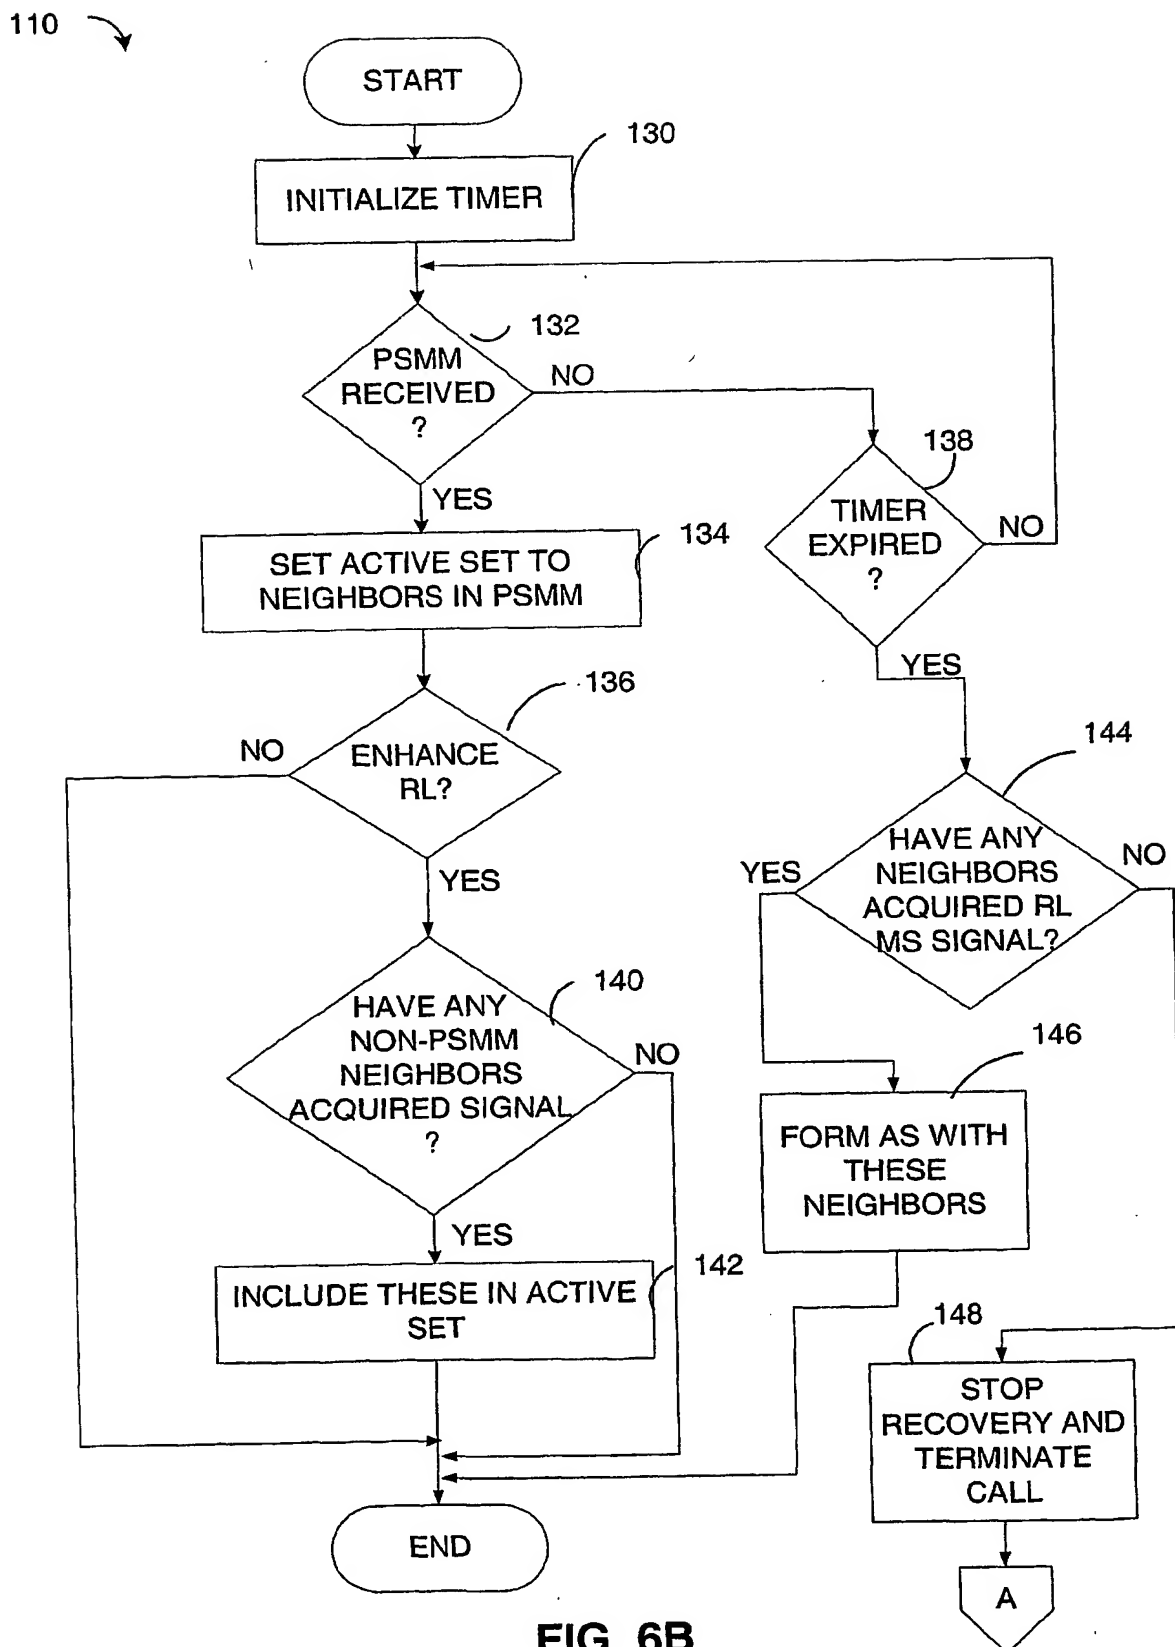 110
START
130
INITIALIZE TIMER
132
PSMM
RECEIVED
?
NO
138
TIMER
EXPIRED
?
NO
YES
134
SET ACTIVE SET TO
NEIGHBORS IN PSMM
YES
136
NO
ENHANCE
RL?
144
HAVE ANY
NEIGHBORS
ACQUIRED RL
MS SIGNAL?
YES
NO
YES
140
HAVE ANY
NON-PSMM
NEIGHBORS
ACQUIRED SIGNAL
?
NO
146
FORM AS WITH
THESE
NEIGHBORS
YES
142
INCLUDE THESE IN ACTIVE
SET
148
STOP
RECOVERY AND
TERMINATE
CALL
END
A
FIG. 6B